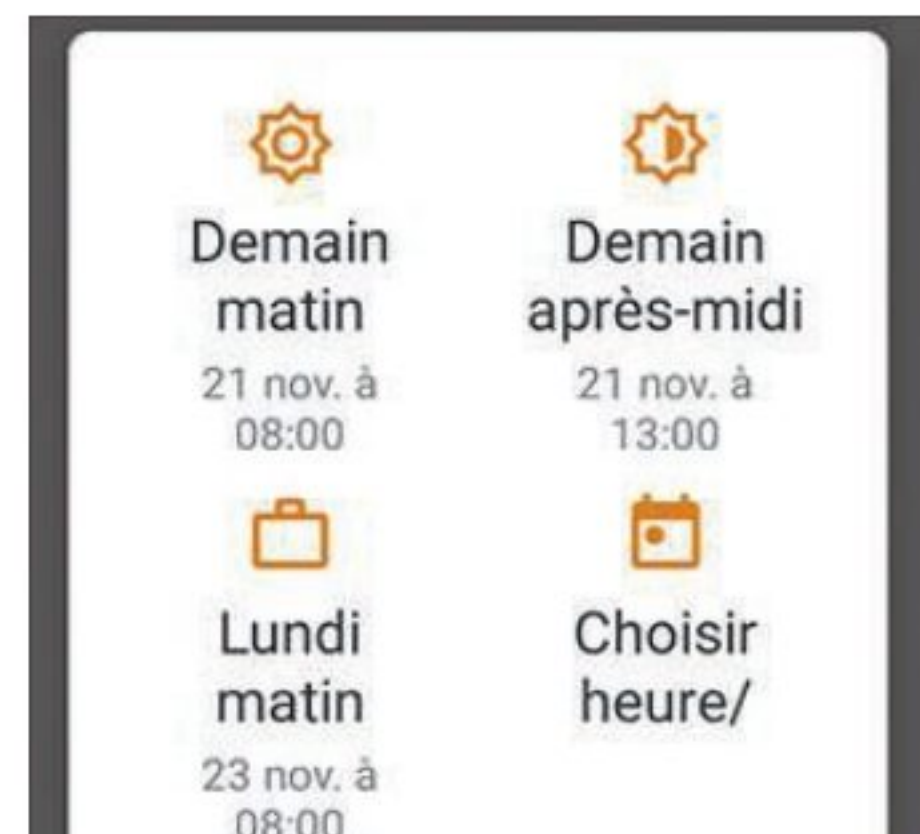 Demain
matin
21 nov. à
08:00
Demain
après-midi
21 nov. à
13:00
Lundi
matin
23 nov. à
08:00
Choisir
heure/